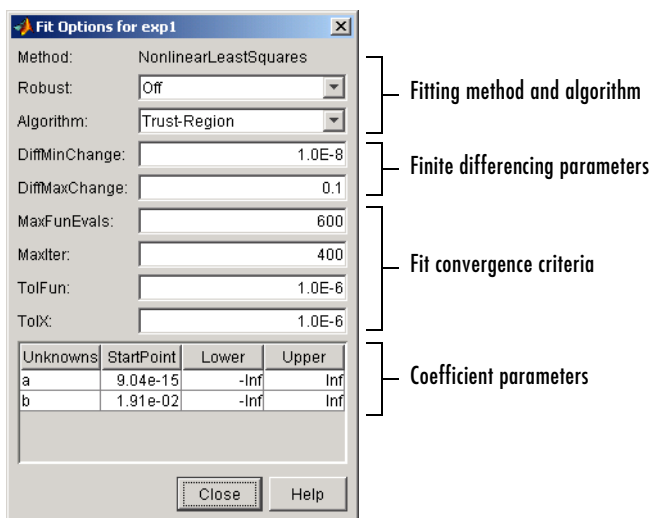 Fit Options for exp1
Method: NonlinearLeastSquares
Robust: Off
Algorithm: Trust-Region
Fitting method and algorithm
DiffMinChange: 1.0E-8
DiffMaxChange: 0.1
Finite differencing parameters
MaxFunEvals: 600
MaxIter: 400
TolFun: 1.0E-6
TolX: 1.0E-6
Fit convergence criteria
Unknowns StartPoint Lower Upper
a 9.04e-15 -Inf Inf
b 1.91e-02 -Inf Inf
Coefficient parameters
Close Help